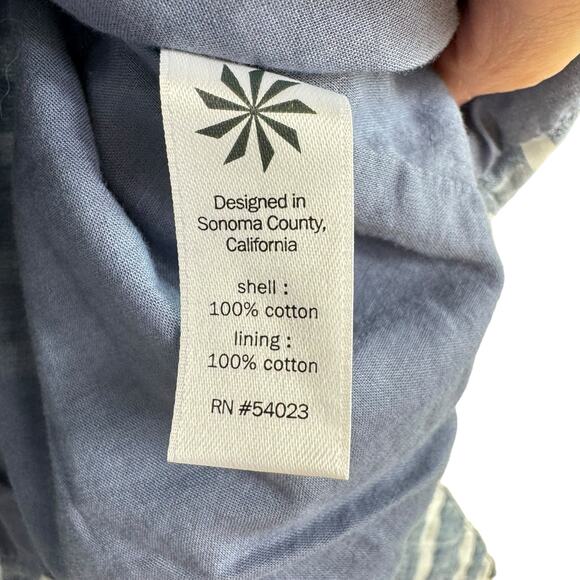 Designed in
Sonoma County,
California
shell :
100% cotton
lining :
100% cotton
RN #54023